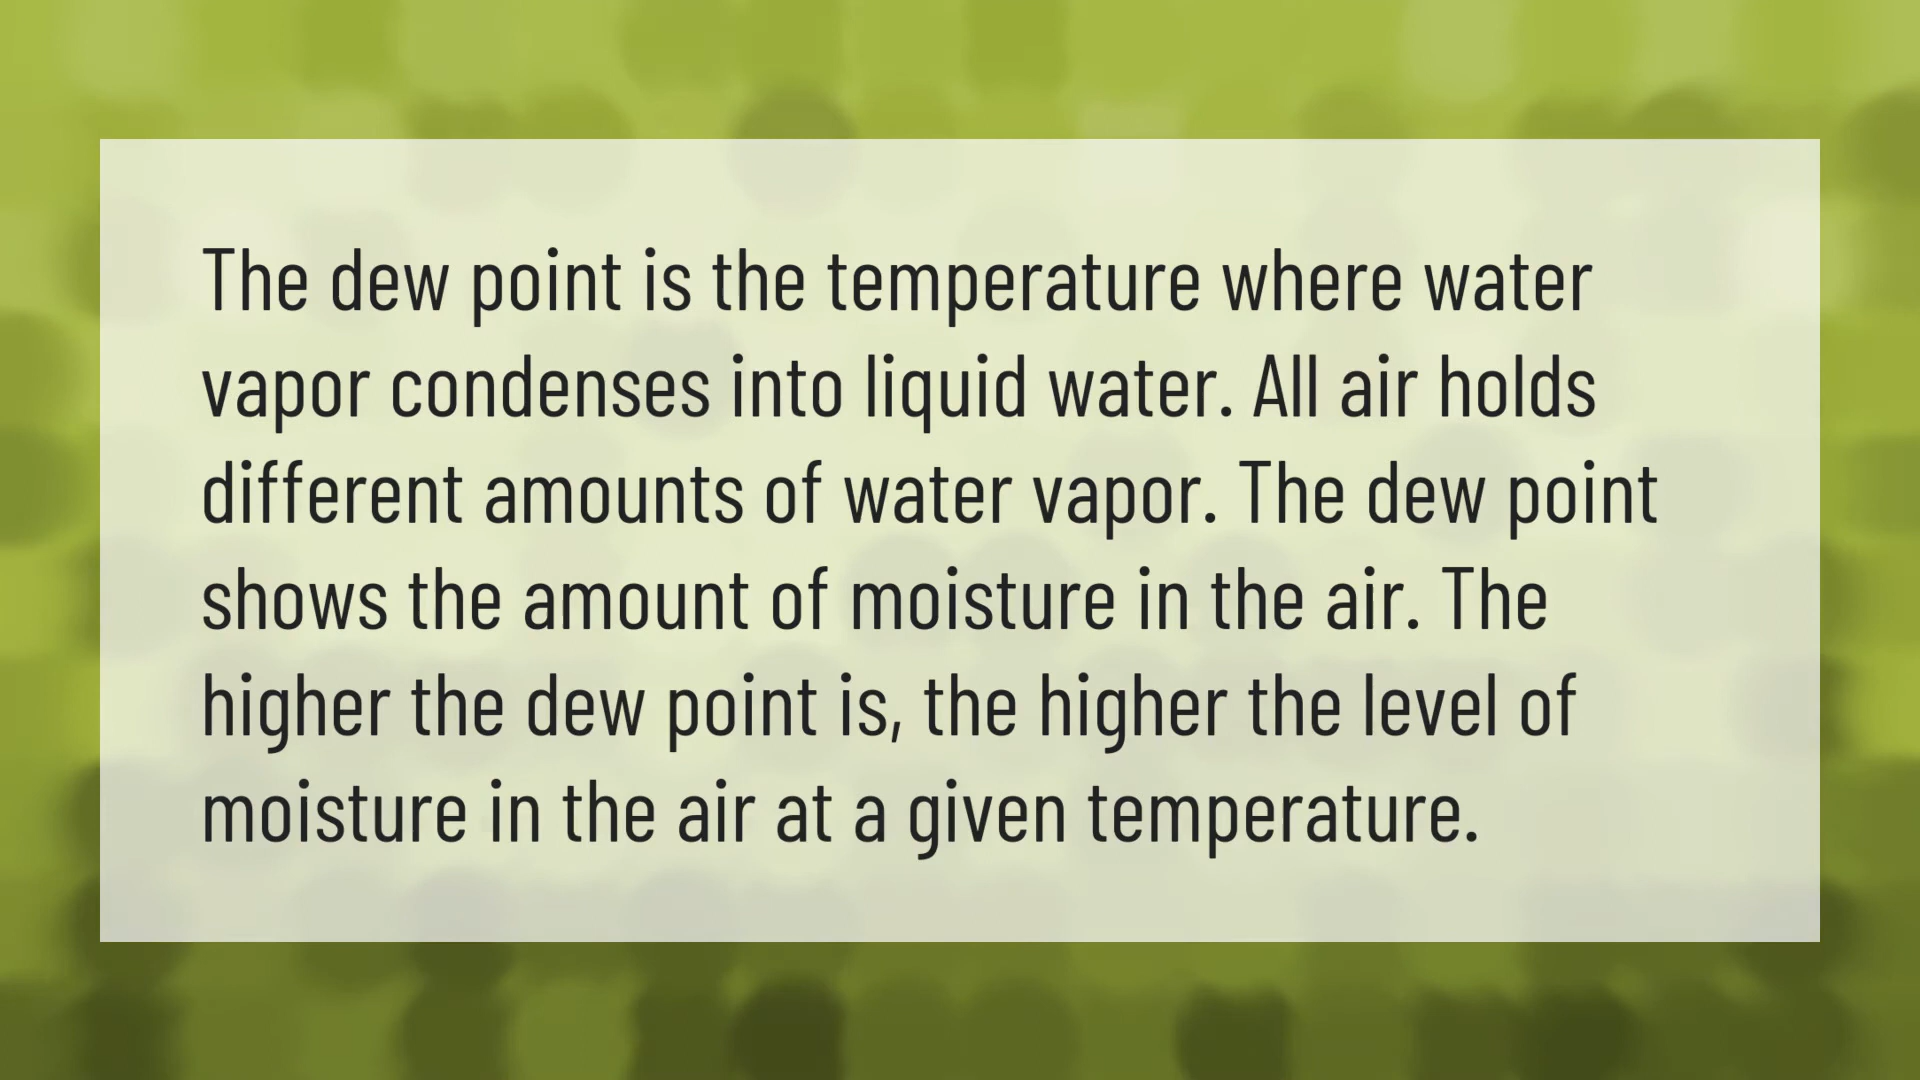 The dew point is the temperature where water
vapor condenses into liquid water. All air holds
different amounts of water vapor. The dew point
shows the amount of moisture in the air. The
higher the dew point is, the higher the level of
moisture in the air at a given temperature.